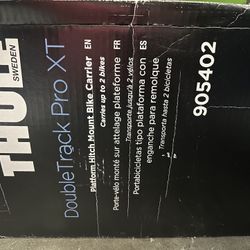 THU
SWEDEN
DoubleTrack Pro XT
Platform Hitch Mount Bike Carrier EN
Carries up to 2 bikes
Porte-vélo monté sur attelage plateforme FR
Transporte jusqu'à 2 vélos
Portabicicletas tipo plataforma con ES
enganche para remolque
Transporta hasta 2 bicicletas
905402